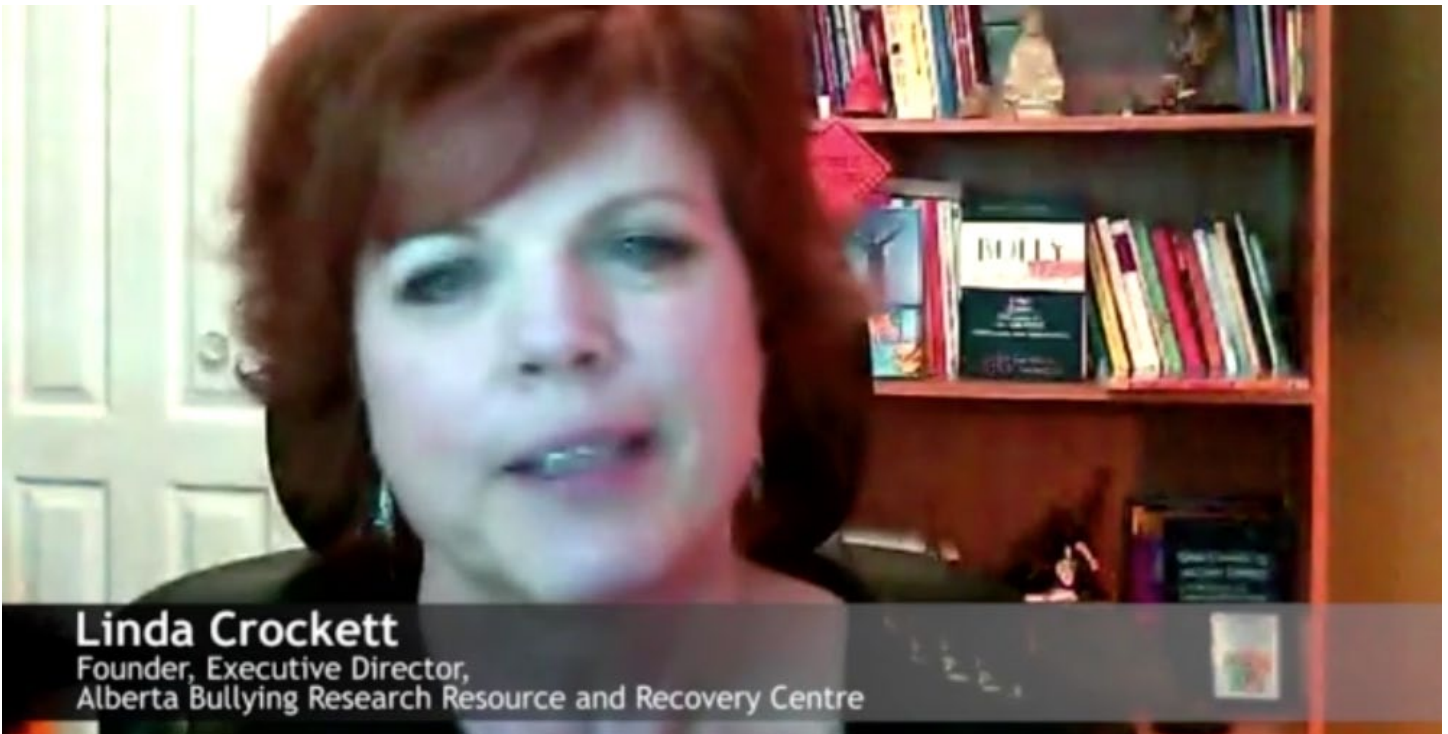 BULLY
Linda Crockett
Founder, Executive Director,
Alberta Bullying Research Resource and Recovery Centre